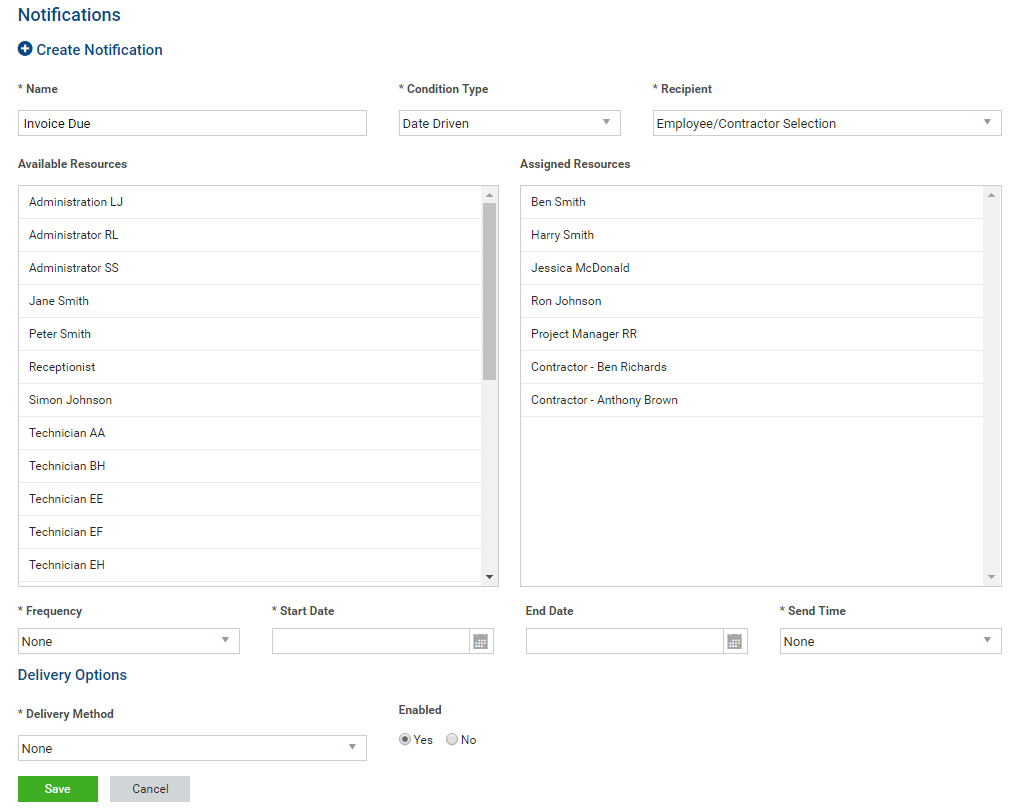 Notifications
Create Notification
* Name
* Condition Type
* Recipient
Invoice Due
Date Driven
Employee/Contractor Selection
Available Resources
Assigned Resources
Administration LJ
Administrator RL
Administrator SS
Jane Smith
Peter Smith
Receptionist
Simon Johnson
Technician AA
Technician BH
Technician EE
Technician EF
Technician EH
Ben Smith
Harry Smith
Jessica McDonald
Ron Johnson
Project Manager RR
Contractor - Ben Richards
Contractor - Anthony Brown
* Frequency
* Start Date
End Date
* Send Time
None
None
Delivery Options
* Delivery Method
Enabled
None
Yes No
Save
Cancel